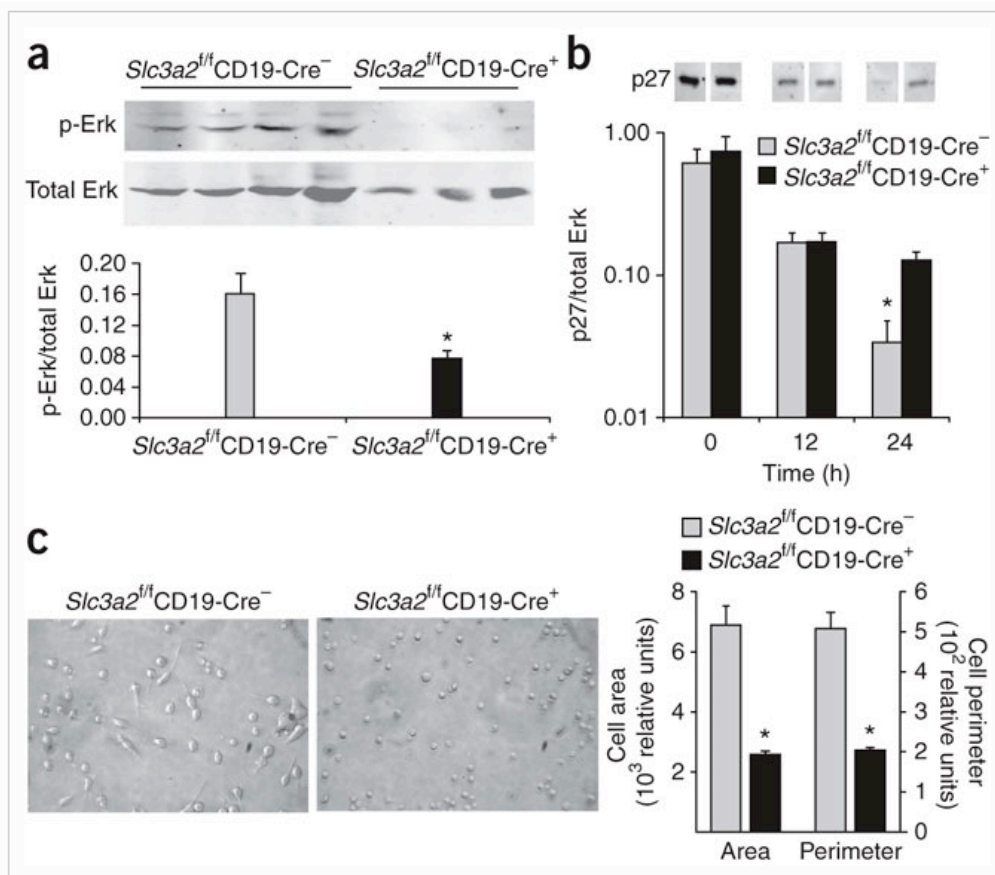 a
Slc3a2f/fCD19-Cre− Slc3a2f/fCD19-Cre+
p-Erk
Total Erk
p-Erk/total Erk
0.20
0.16
0.12
0.08
0.04
0.00
*
Slc3a2f/fCD19-Cre− Slc3a2f/fCD19-Cre+
b
p27
p27/total Erk
1.00
0.10
0.01
Slc3a2f/fCD19-Cre−
Slc3a2f/fCD19-Cre+
*
0 12 24
Time (h)
c
Slc3a2f/fCD19-Cre− Slc3a2f/fCD19-Cre+
Slc3a2f/fCD19-Cre−
Slc3a2f/fCD19-Cre+
Cell area
(10³ relative units)
8
6
4
2
* *
6
5
4
3
2
1
0
Cell perimeter
(10² relative units)
Area Perimeter